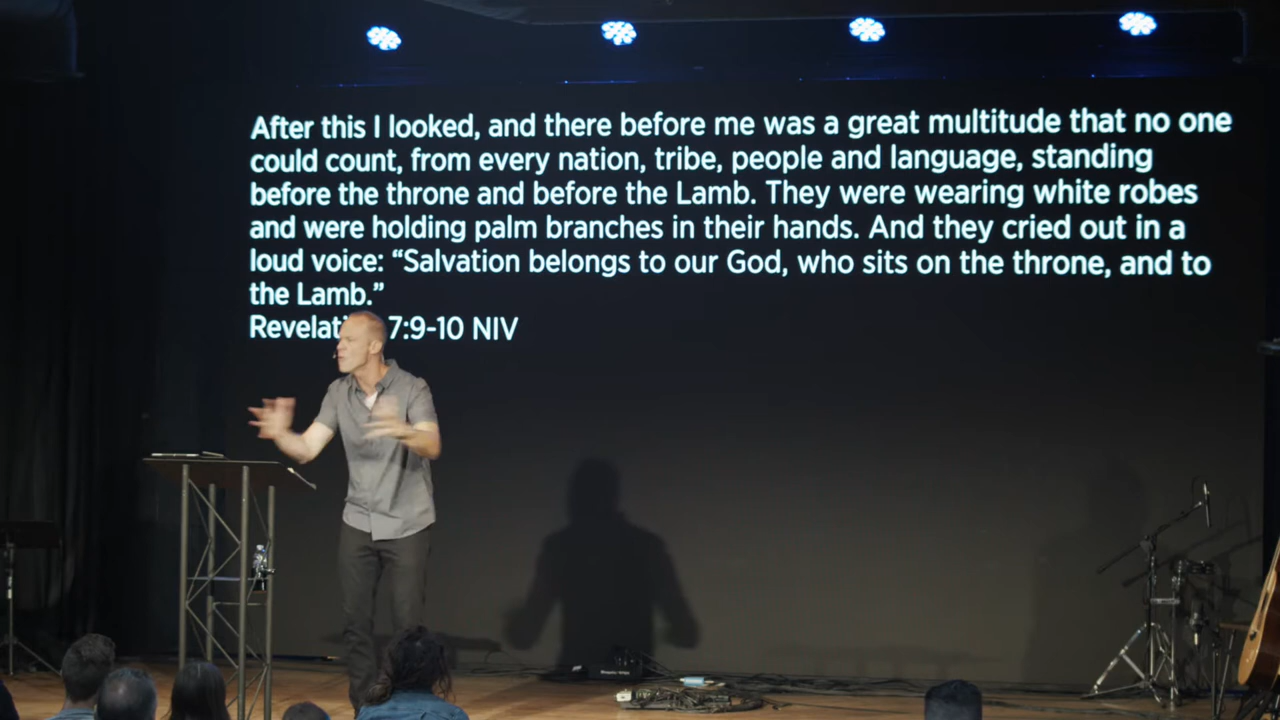 After this I looked, and there before me was a great multitude that no one
could count, from every nation, tribe, people and language, standing
before the throne and before the Lamb. They were wearing white robes
and were holding palm branches in their hands. And they cried out in a
loud voice: “Salvation belongs to our God, who sits on the throne, and to
the Lamb.”
7:9-10 NIV